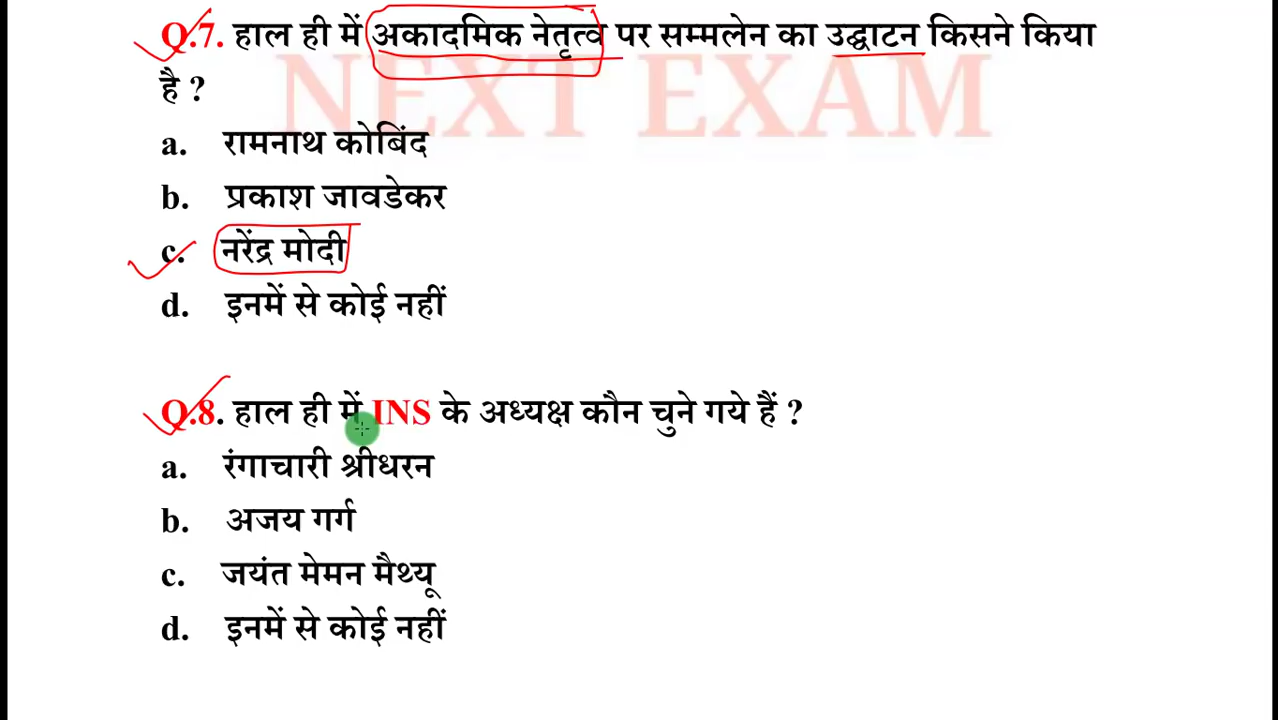 Q.7. हाल ही में अकादमिक नेतृत्व पर सम्मलेन का उद्घाटन किसने किया
है ?
NEXT EXAM
a. रामनाथ कोबिंद
b. प्रकाश जावडेकर
c. नरेंद्र मोदी
d. इनमें से कोई नहीं
Q.8. हाल ही में INS के अध्यक्ष कौन चुने गये हैं ?
a. रंगाचारी श्रीधरन
b. अजय गर्ग
c. जयंत मेमन मैथ्यू
d. इनमें से कोई नहीं